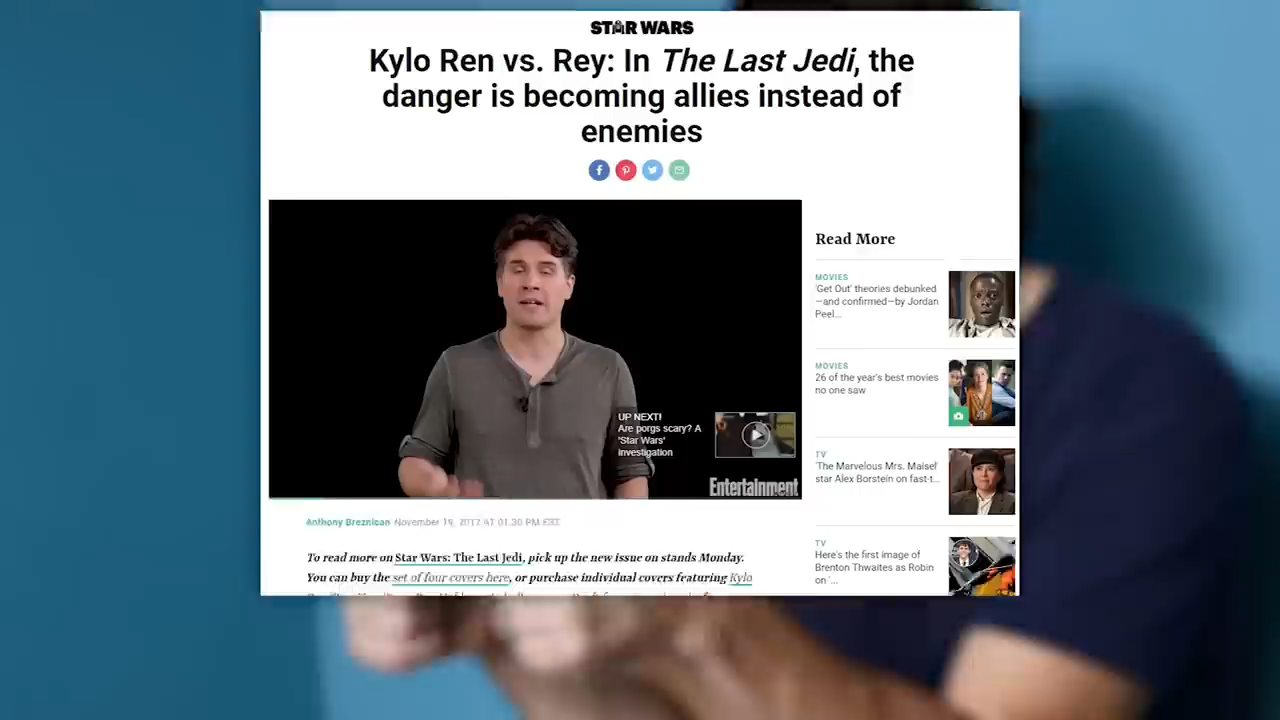 STAR WARS
Kylo Ren vs. Rey: In The Last Jedi, the
danger is becoming allies instead of
enemies
Read More
MOVIES
'Get Out' theories debunked
—and confirmed—by Jordan
Peel...
MOVIES
26 of the year's best movies
no one saw
TV
'The Marvelous Mrs. Maisel'
star Alex Borstein on fast-t...
TV
Here's the first image of
Brenton Thwaites as Robin
on '...
UP NEXT!
Are porgs scary? A
'Star Wars'
investigation
Entertainment
Anthony Breznican November 19, 2017 AT 01:30 PM EST
To read more on Star Wars: The Last Jedi, pick up the new issue on stands Monday.
You can buy the set of four covers here, or purchase individual covers featuring Kylo